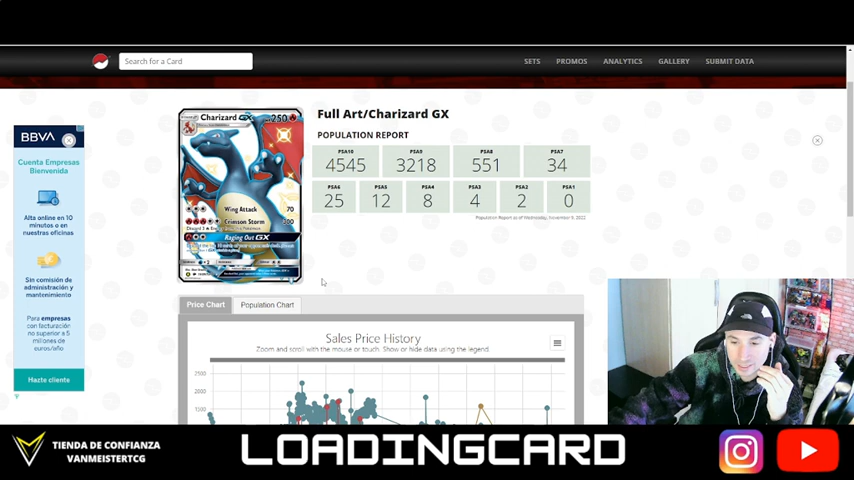 Search for a Card
SETS
PROMOS
ANALYTICS
GALLERY
SUBMIT DATA
Full Art/Charizard GX
POPULATION REPORT
PSA10
4545
PSA9
3218
PSA8
551
PSA7
34
PSA6
25
PSA5
12
PSA4
8
PSA3
4
PSA2
2
PSA1
0
Population Report as of Wednesday, November 9, 2022
Charizard GX 250
Wing Attack 70
Crimson Storm 300
Raging Out GX
BBVA
Cuenta Empresas
Bienvenida
Alta online en 10
minutos o en
nuestras oficinas
Sin comisión de
administración y
mantenimiento
Para empresas
con facturación
no superior a 5
millones de
euros/año
Hazte cliente
Price Chart
Population Chart
Sales Price History
Zoom and scroll with the mouse or touch. Show or hide data using the legend.
TIENDA DE CONFIANZA
VANMEISTERTCG
LOADINGCARD